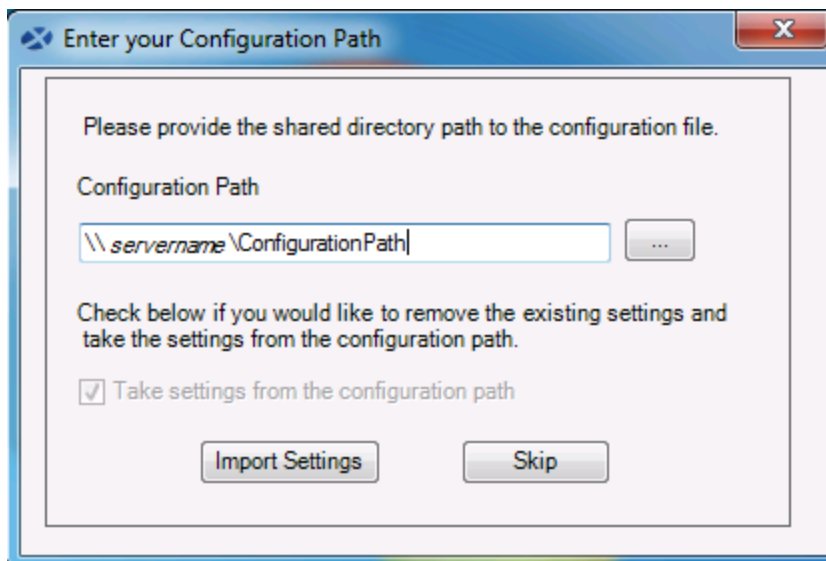 Enter your Configuration Path
Please provide the shared directory path to the configuration file.
Configuration Path
\\ servername \ConfigurationPath
...
Check below if you would like to remove the existing settings and
take the settings from the configuration path.
Take settings from the configuration path
Import Settings
Skip